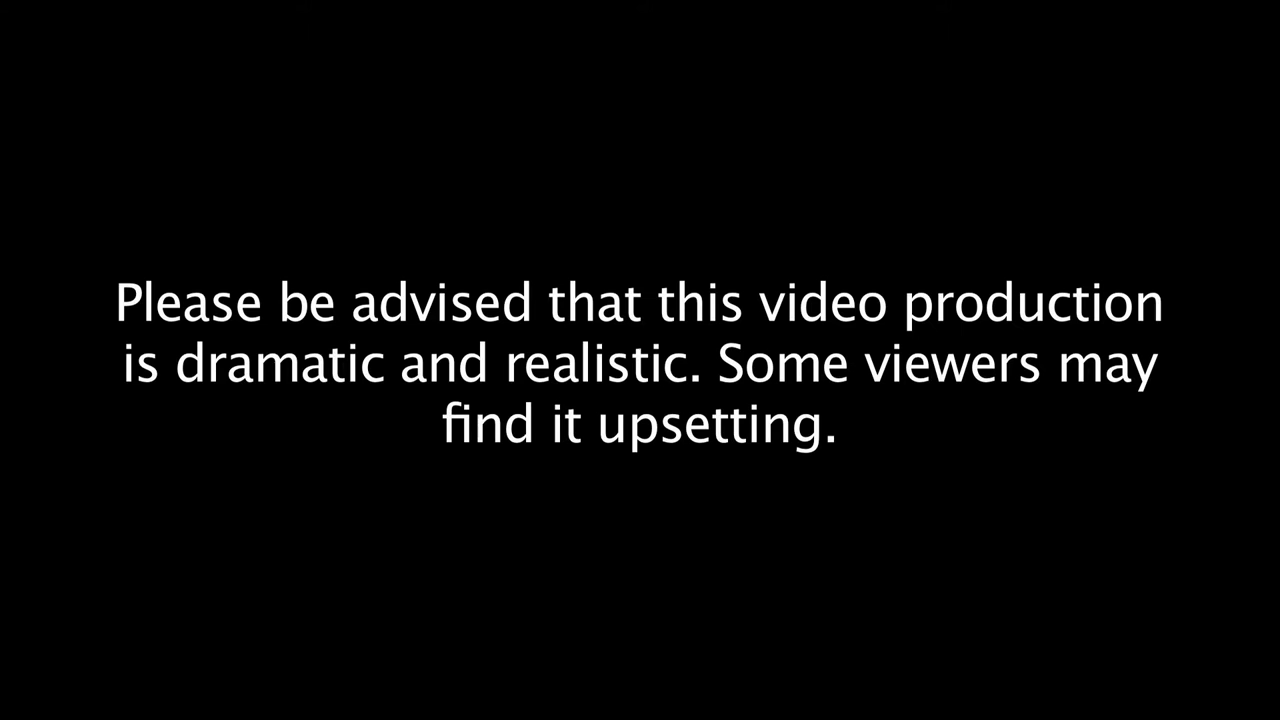 Please be advised that this video production
is dramatic and realistic. Some viewers may
find it upsetting.